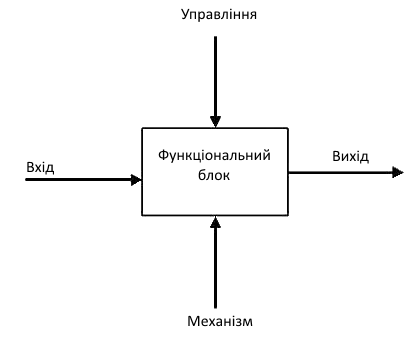 Управління
Функціональний
блок
Вхід
Вихід
Механізм